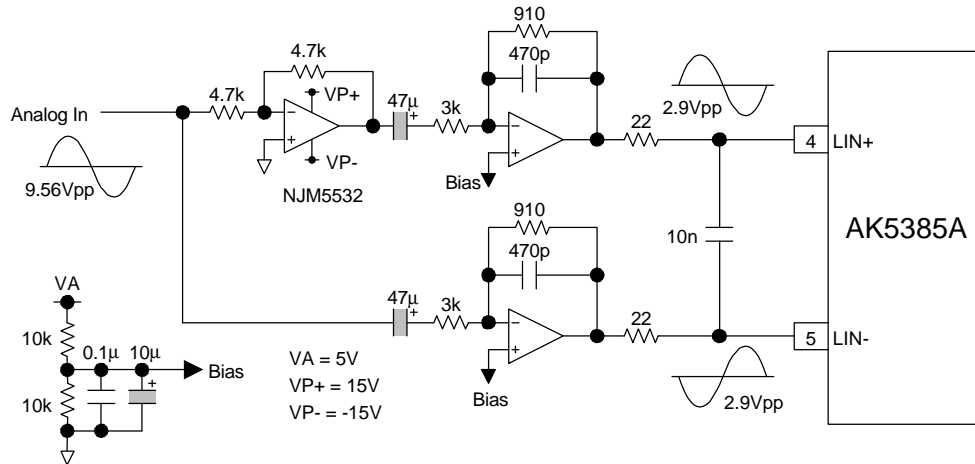 910
4.7k
470p
VP+
47µ
+
4.7k
3k
2.9Vpp
22
Analog In
−
+
−
+
4
LIN+
VP-
Bias
9.56Vpp
NJM5532
910
10n
AK5385A
470p
VA
47µ
+
3k
22
−
+
5
LIN-
10k
0.1µ
10µ
+
Bias
VA = 5V
VP+ = 15V
VP- = -15V
10k
Bias
2.9Vpp